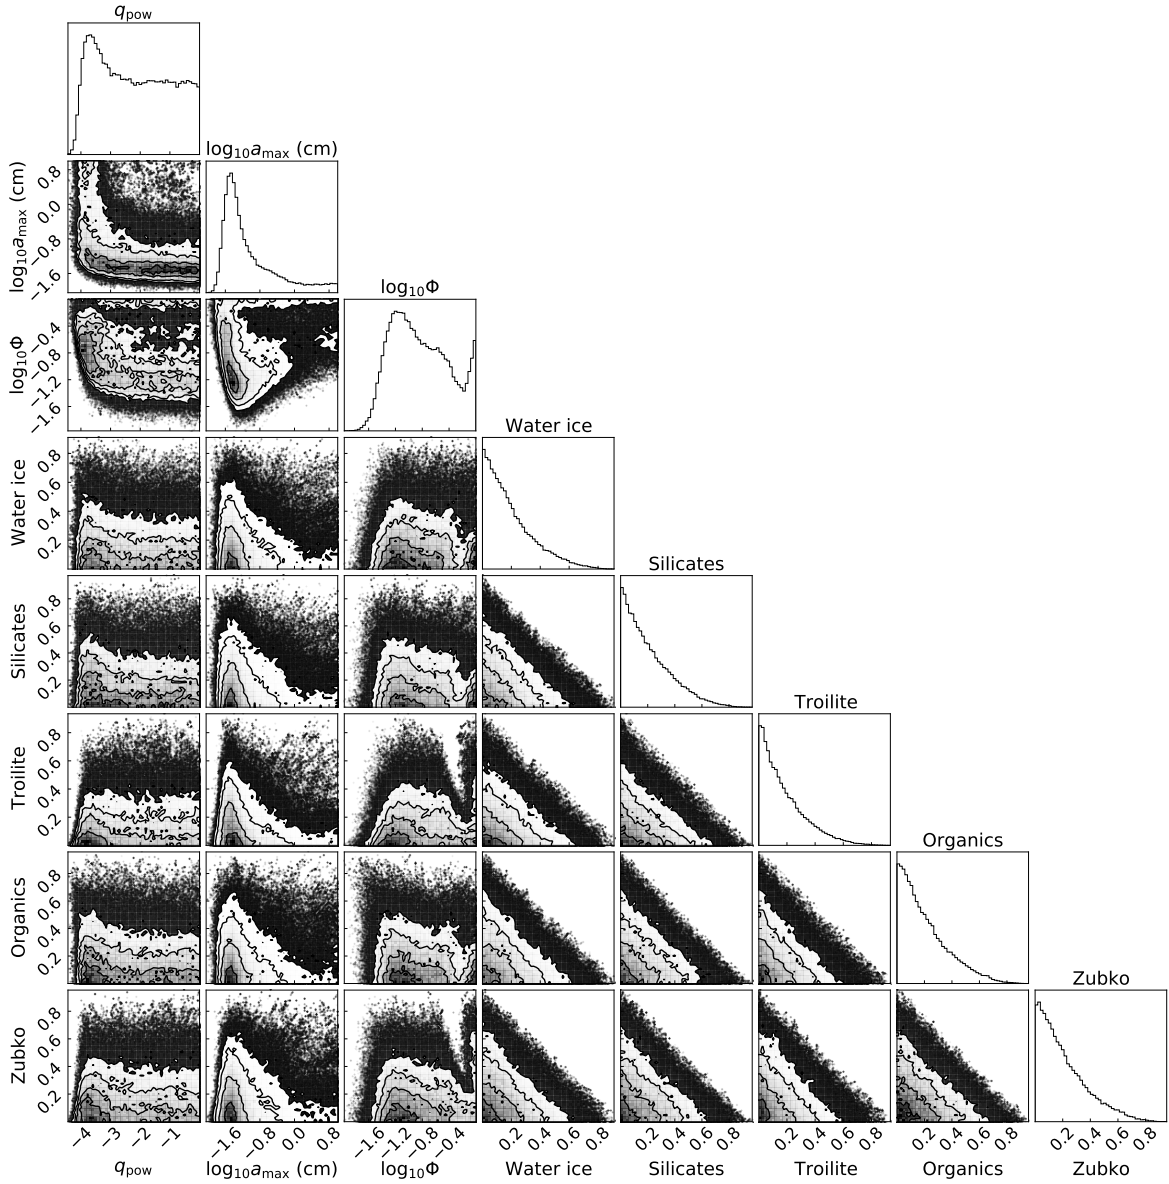 q_pow
log₁₀a_max (cm)
log₁₀a_max (cm)
0.8
0.0
−0.8
−1.6
log₁₀Φ
log₁₀Φ
−0.4
−0.8
−1.2
−1.6
Water ice
Water ice
0.8
0.6
0.4
0.2
Silicates
Silicates
0.8
0.6
0.4
0.2
Troilite
Troilite
0.8
0.6
0.4
0.2
Organics
Organics
0.8
0.6
0.4
0.2
Zubko
Zubko
0.8
0.6
0.4
0.2
−4 −3 −2 −1
−1.6 −0.8 0.0 0.8
−1.6 −1.2 −0.8 −0.4
0.2 0.4 0.6 0.8
0.2 0.4 0.6 0.8
0.2 0.4 0.6 0.8
0.2 0.4 0.6 0.8
0.2 0.4 0.6 0.8
q_pow
log₁₀a_max (cm)
log₁₀Φ
Water ice
Silicates
Troilite
Organics
Zubko